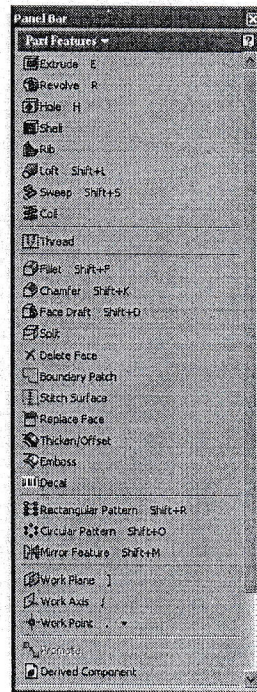 Panel Bar
Part Features
Extrude E
Revolve R
Hole H
Shell
Rib
Loft Shift+L
Sweep Shift+S
Coil
Thread
Fillet Shift+F
Chamfer Shift+K
Face Draft Shift+D
Split
Delete Face
Boundary Patch
Stitch Surface
Replace Face
Thicken/Offset
Emboss
Decal
Rectangular Pattern Shift+R
Circular Pattern Shift+O
Mirror Feature Shift+M
Work Plane ]
Work Axis /
Work Point .
Promote
Derived Component